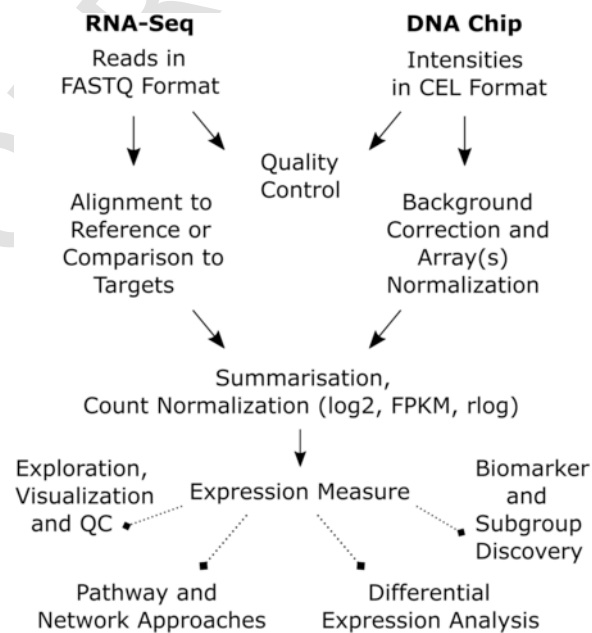 RNA-Seq
Reads in
FASTQ Format
DNA Chip
Intensities
in CEL Format
Quality
Control
Alignment to
Reference or
Comparison to
Targets
Background
Correction and
Array(s)
Normalization
Summarisation,
Count Normalization (log2, FPKM, rlog)
Exploration,
Visualization
and QC
Expression Measure
Biomarker
and
Subgroup
Discovery
Pathway and
Network Approaches
Differential
Expression Analysis